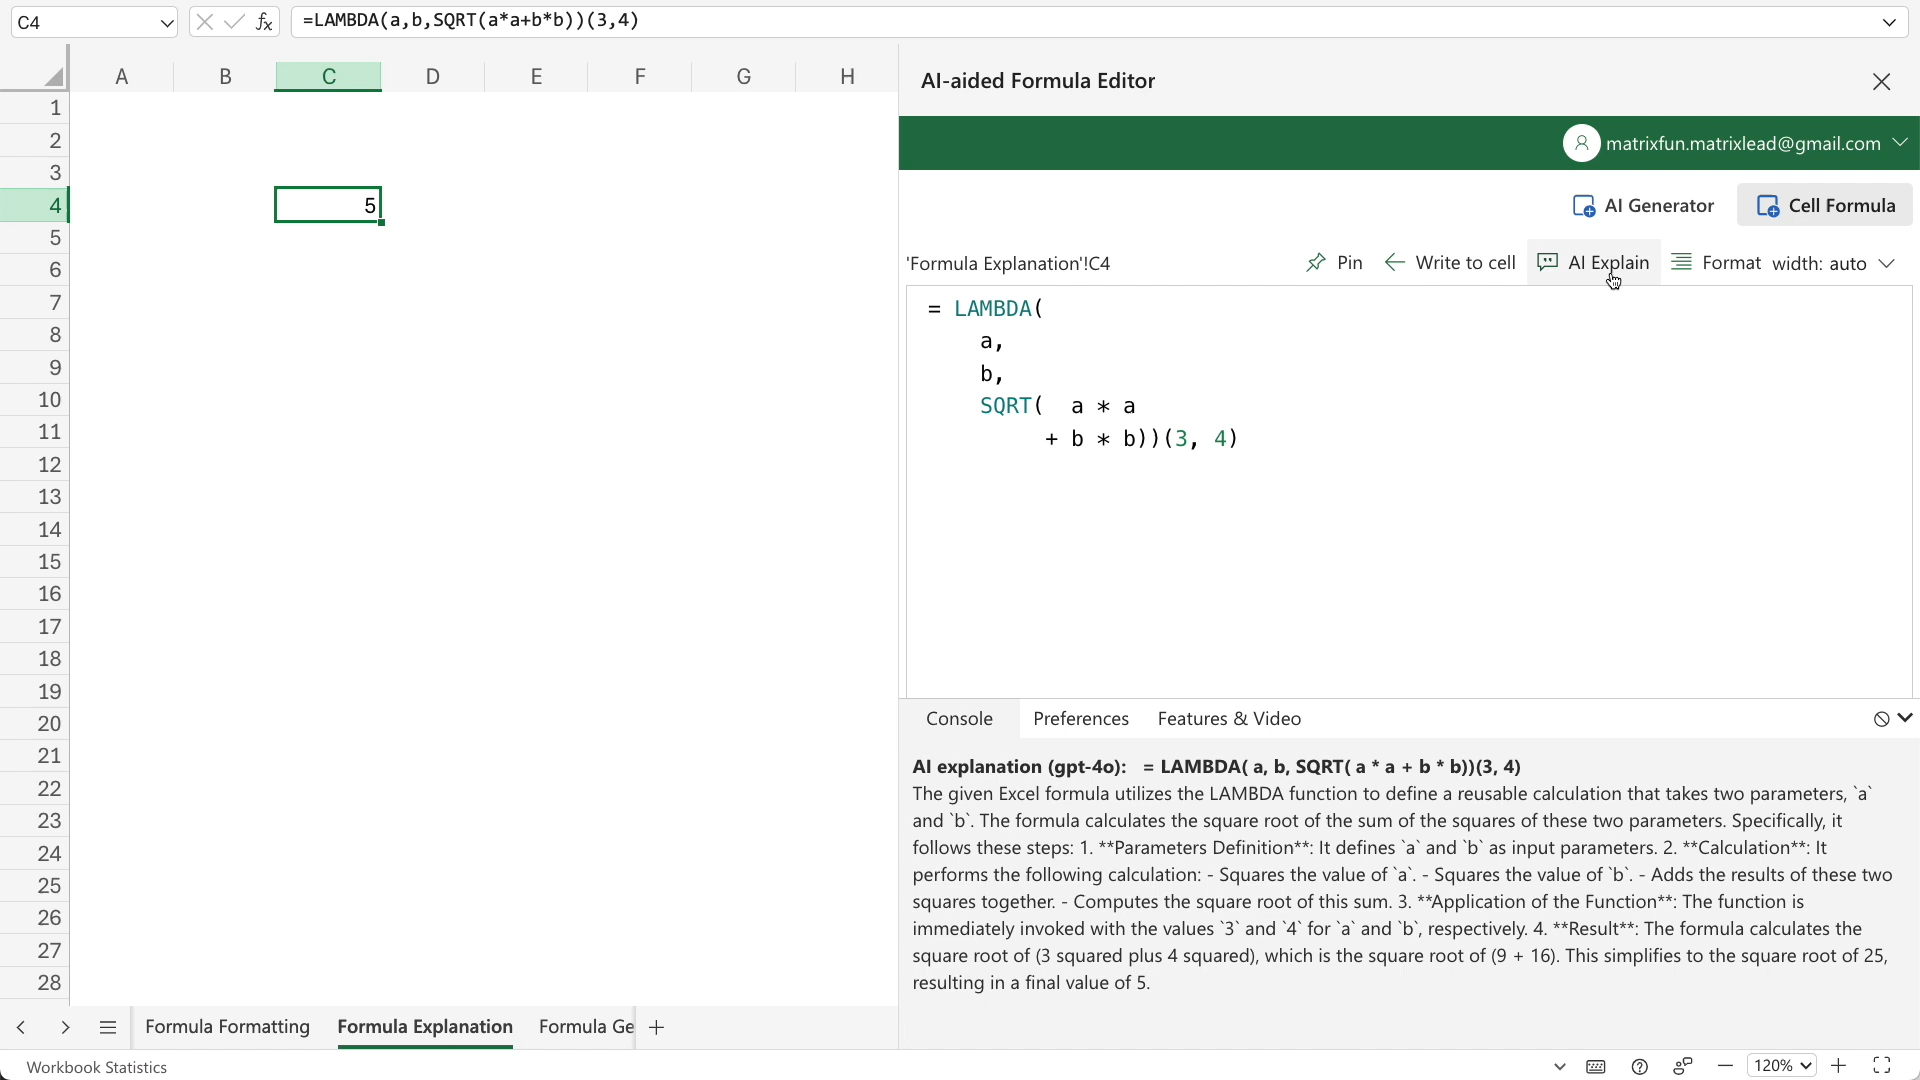 C4
fx
=LAMBDA(a,b,SQRT(a*a+b*b))(3,4)
A B C D E F G H
1
2
3
4 5
5
6
7
8
9
10
11
12
13
14
15
16
17
18
19
20
21
22
23
24
25
26
27
28
AI-aided Formula Editor
matrixfun.matrixlead@gmail.com
AI Generator Cell Formula
'Formula Explanation'!C4 Pin Write to cell AI Explain Format width: auto
= LAMBDA(
a,
b,
SQRT( a * a
+ b * b))(3, 4)
Console Preferences Features & Video
AI explanation (gpt-4o): = LAMBDA( a, b, SQRT( a * a + b * b))(3, 4)
The given Excel formula utilizes the LAMBDA function to define a reusable calculation that takes two parameters, `a`
and `b`. The formula calculates the square root of the sum of the squares of these two parameters. Specifically, it
follows these steps: 1. **Parameters Definition**: It defines `a` and `b` as input parameters. 2. **Calculation**: It
performs the following calculation: - Squares the value of `a`. - Squares the value of `b`. - Adds the results of these two
squares together. - Computes the square root of this sum. 3. **Application of the Function**: The function is
immediately invoked with the values `3` and `4` for `a` and `b`, respectively. 4. **Result**: The formula calculates the
square root of (3 squared plus 4 squared), which is the square root of (9 + 16). This simplifies to the square root of 25,
resulting in a final value of 5.
Formula Formatting Formula Explanation Formula Ge
Workbook Statistics
120%